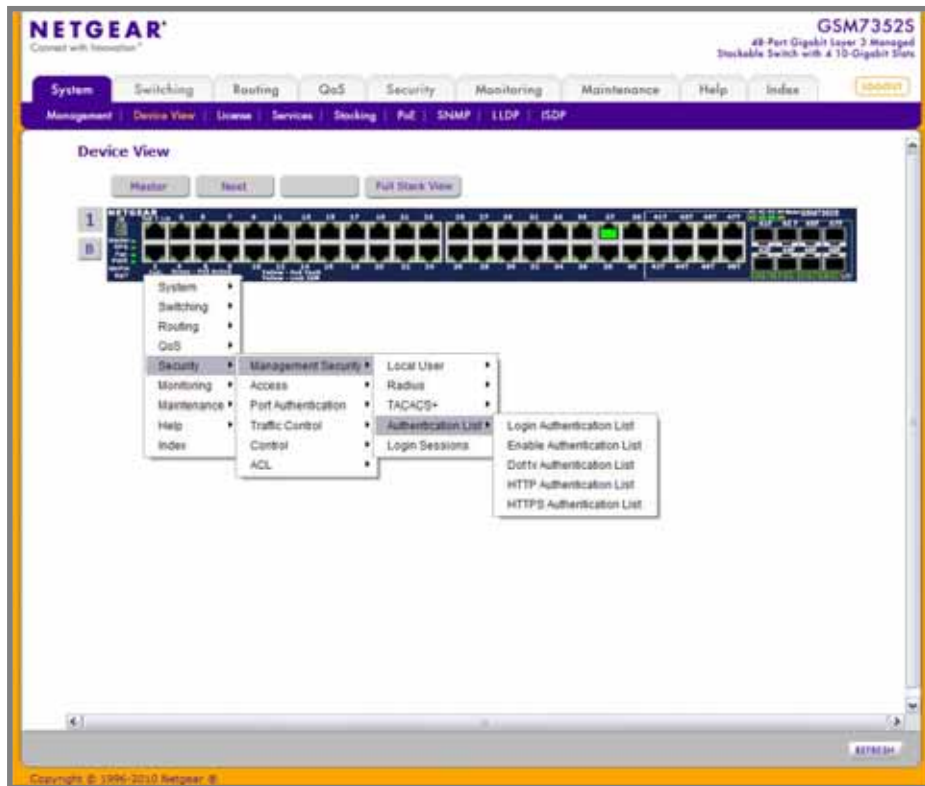 NETGEAR®
Connect with Innovation™
GSM7352S
48-Port Gigabit Layer 3 Managed
Stackable Switch with 4 10-Gigabit Slots
System Switching Routing QoS Security Monitoring Maintenance Help Index LOGOUT
Management Device View License Services Stocking PoE SNMP LLDP ISDP
Device View
Master Next Full Stack View
1
B
NETGEAR
System
Switching
Routing
QoS
Security Management Security Local User
Monitoring Access Radius
Maintenance Port Authentication TACACS+
Help Traffic Control Authentication List Login Authentication List
Index Control Login Sessions Enable Authentication List
ACL Dot1x Authentication List
HTTP Authentication List
HTTPS Authentication List
REFRESH
Copyright © 1996-2010 Netgear ®